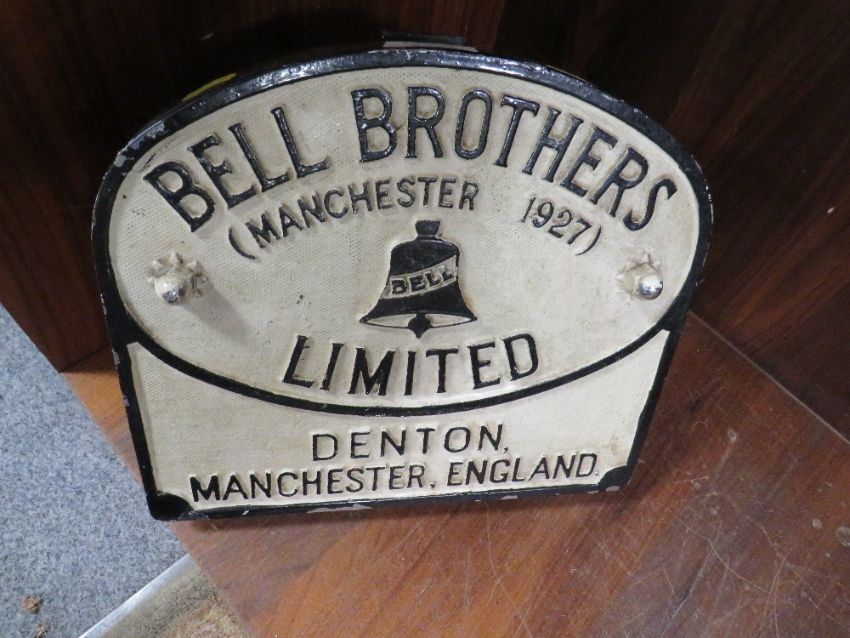 BELL BROTHERS
(MANCHESTER 1927)
BELL
LIMITED
DENTON,
MANCHESTER, ENGLAND.